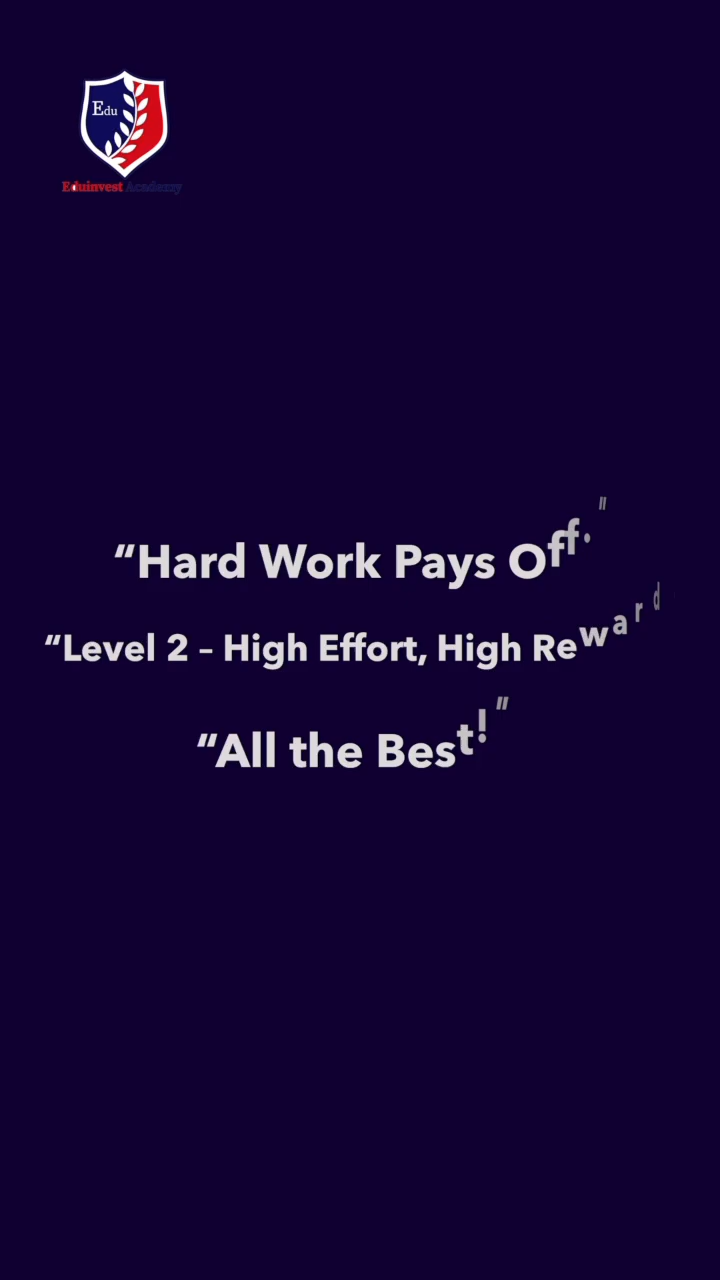 Edu
Eduinvest Academy
“Hard Work Pays Off."
“Level 2 – High Effort, High Reward
“All the Best!"